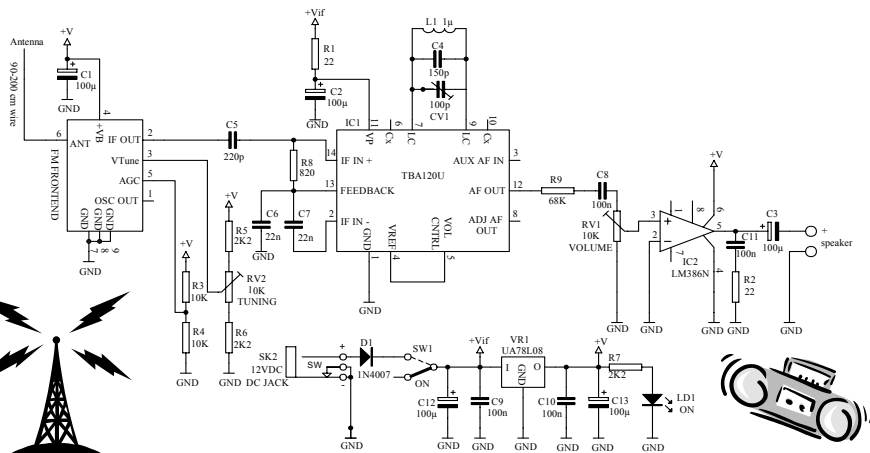 Antenna
90-200 cm wire
+V
C1
100µ
GND
4
+VB
6
ANT
IF OUT
2
VTune
3
AGC
5
OSC OUT
1
FM FRONTEND
GND
GND
GND
7
8
9
GND
C5
220p
+Vif
R1
22
C2
100µ
GND
L1 1µ
C4
150p
100p
CV1
IC1
11
VP
6
Cx
7
LC
9
LC
10
Cx
14
IF IN +
TBA120U
AUX AF IN
3
R8
820
13
FEEDBACK
AF OUT
12
C6
22n
C7
22n
2
IF IN -
ADJ AF
OUT
8
GND
1
VREF
4
VOL
CNTRL
5
GND
GND
R9
68K
C8
100n
RV1
10K
VOLUME
GND
+V
3
2
1
8
6
5
7
4
IC2
LM386N
GND
GND
C11
100n
C3
100µ
R2
22
GND
+
speaker
GND
+V
R5
2K2
RV2
10K
TUNING
R6
2K2
GND
+V
R3
10K
R4
10K
GND
SK2
12VDC
DC JACK
SW
+
-
D1
1N4007
SW1
ON
GND
+Vif
C12
100µ
GND
C9
100n
GND
VR1
UA78L08
I
O
GND
GND
C10
100n
GND
+V
C13
100µ
GND
R7
2K2
LD1
ON
GND